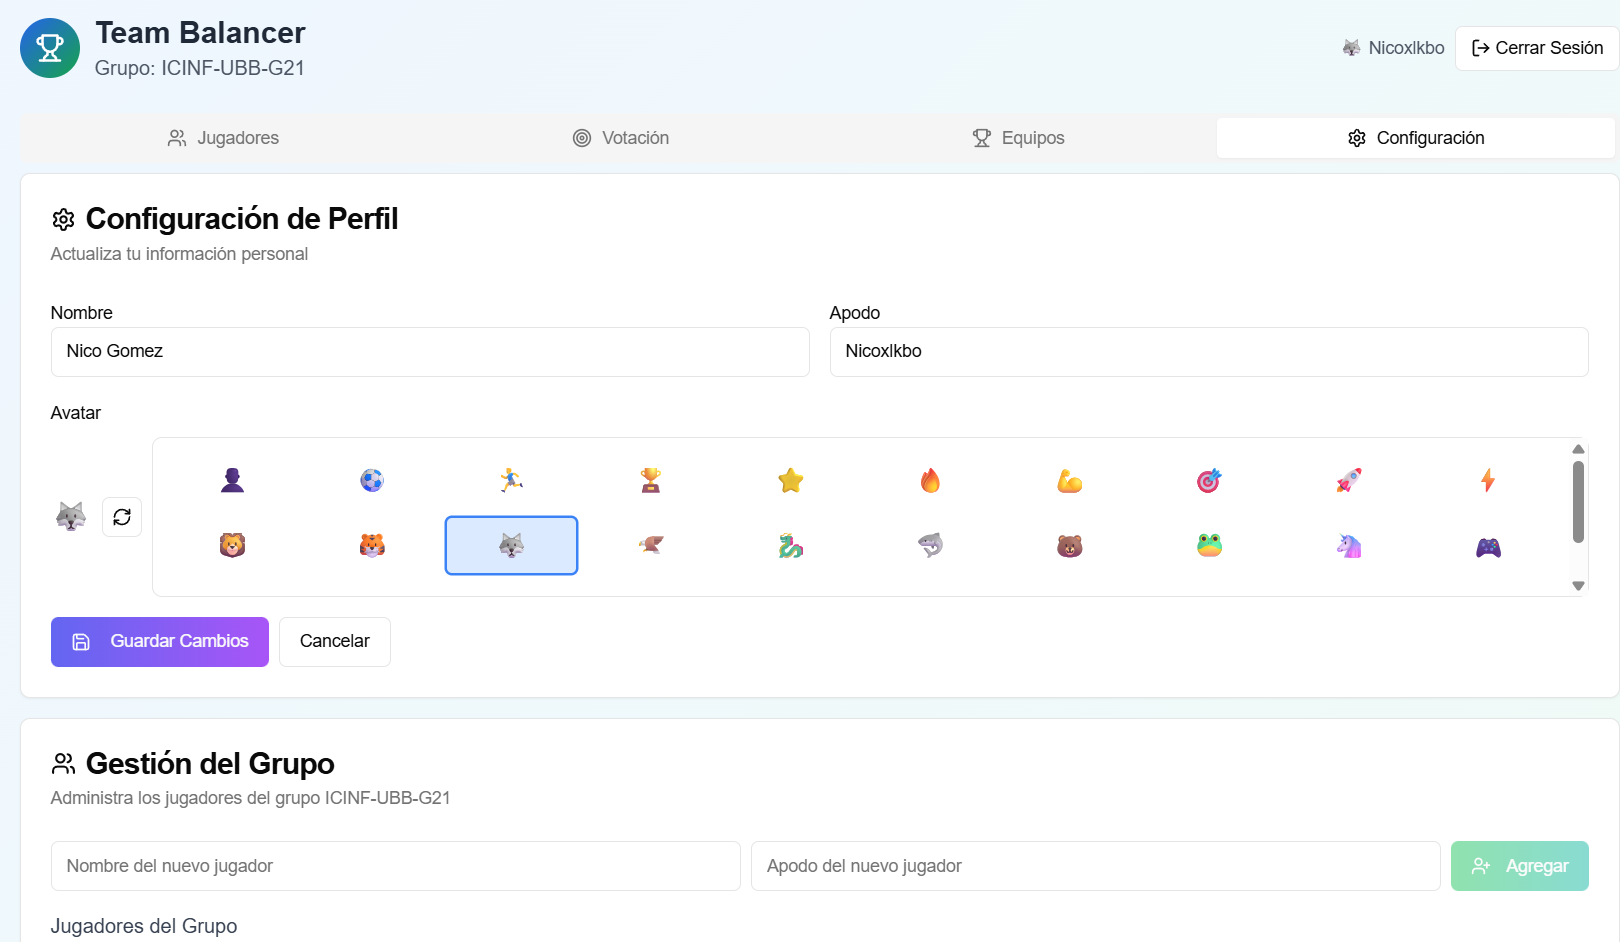 Team Balancer
Grupo: ICINF-UBB-G21
Nicoxlkbo
Cerrar Sesión
Jugadores
Votación
Equipos
Configuración
Configuración de Perfil
Actualiza tu información personal
Nombre
Apodo
Nico Gomez
Nicoxlkbo
Avatar
Guardar Cambios
Cancelar
Gestión del Grupo
Administra los jugadores del grupo ICINF-UBB-G21
Nombre del nuevo jugador
Apodo del nuevo jugador
Agregar
Jugadores del Grupo